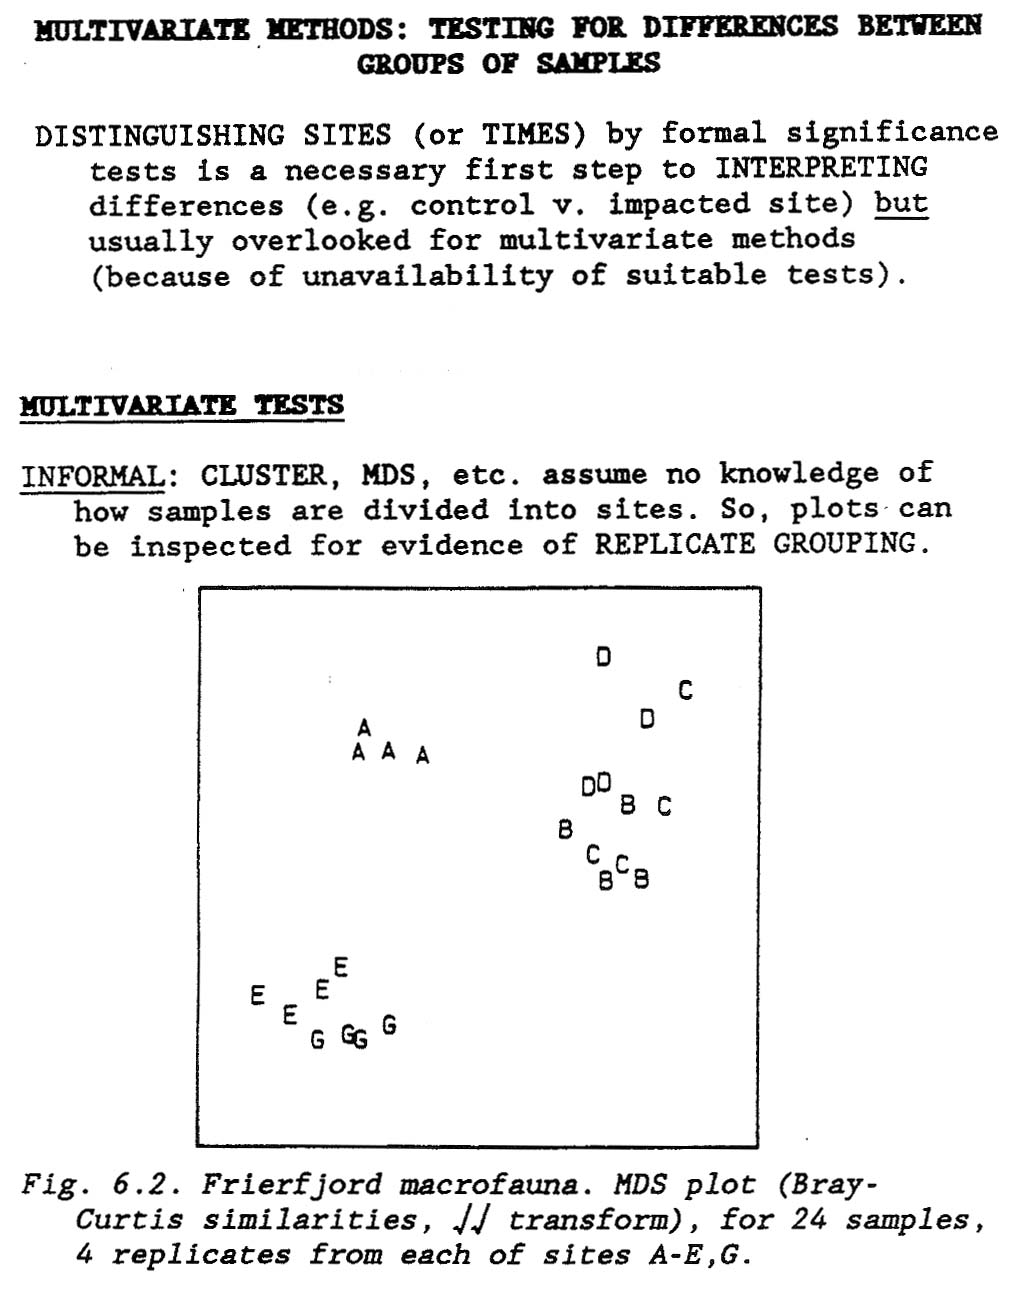 MULTIVARIATE METHODS: TESTING FOR DIFFERENCES BETWEEN
GROUPS OF SAMPLES
DISTINGUISHING SITES (or TIMES) by formal significance
tests is a necessary first step to INTERPRETING
differences (e.g. control v. impacted site) but
usually overlooked for multivariate methods
(because of unavailability of suitable tests).
MULTIVARIATE TESTS
INFORMAL: CLUSTER, MDS, etc. assume no knowledge of
how samples are divided into sites. So, plots can
be inspected for evidence of REPLICATE GROUPING.
D
C
D
A
A A A
D D
B C
B
C C
B B
E
E E
E
G G G G
Fig. 6.2. Frierfjord macrofauna. MDS plot (Bray-
Curtis similarities, √√ transform), for 24 samples,
4 replicates from each of sites A-E,G.